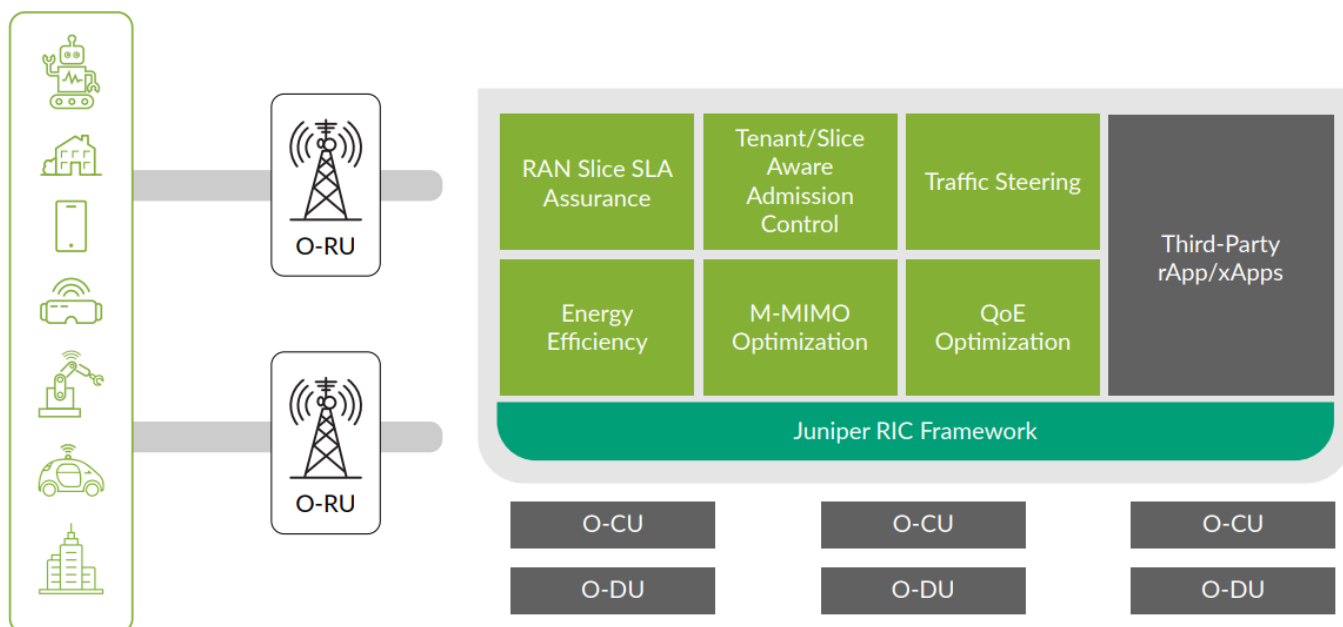 O-RU
O-RU
RAN Slice SLA
Assurance
Tenant/Slice
Aware
Admission
Control
Traffic Steering
Third-Party
rApp/xApps
Energy
Efficiency
M-MIMO
Optimization
QoE
Optimization
Juniper RIC Framework
O-CU
O-CU
O-CU
O-DU
O-DU
O-DU